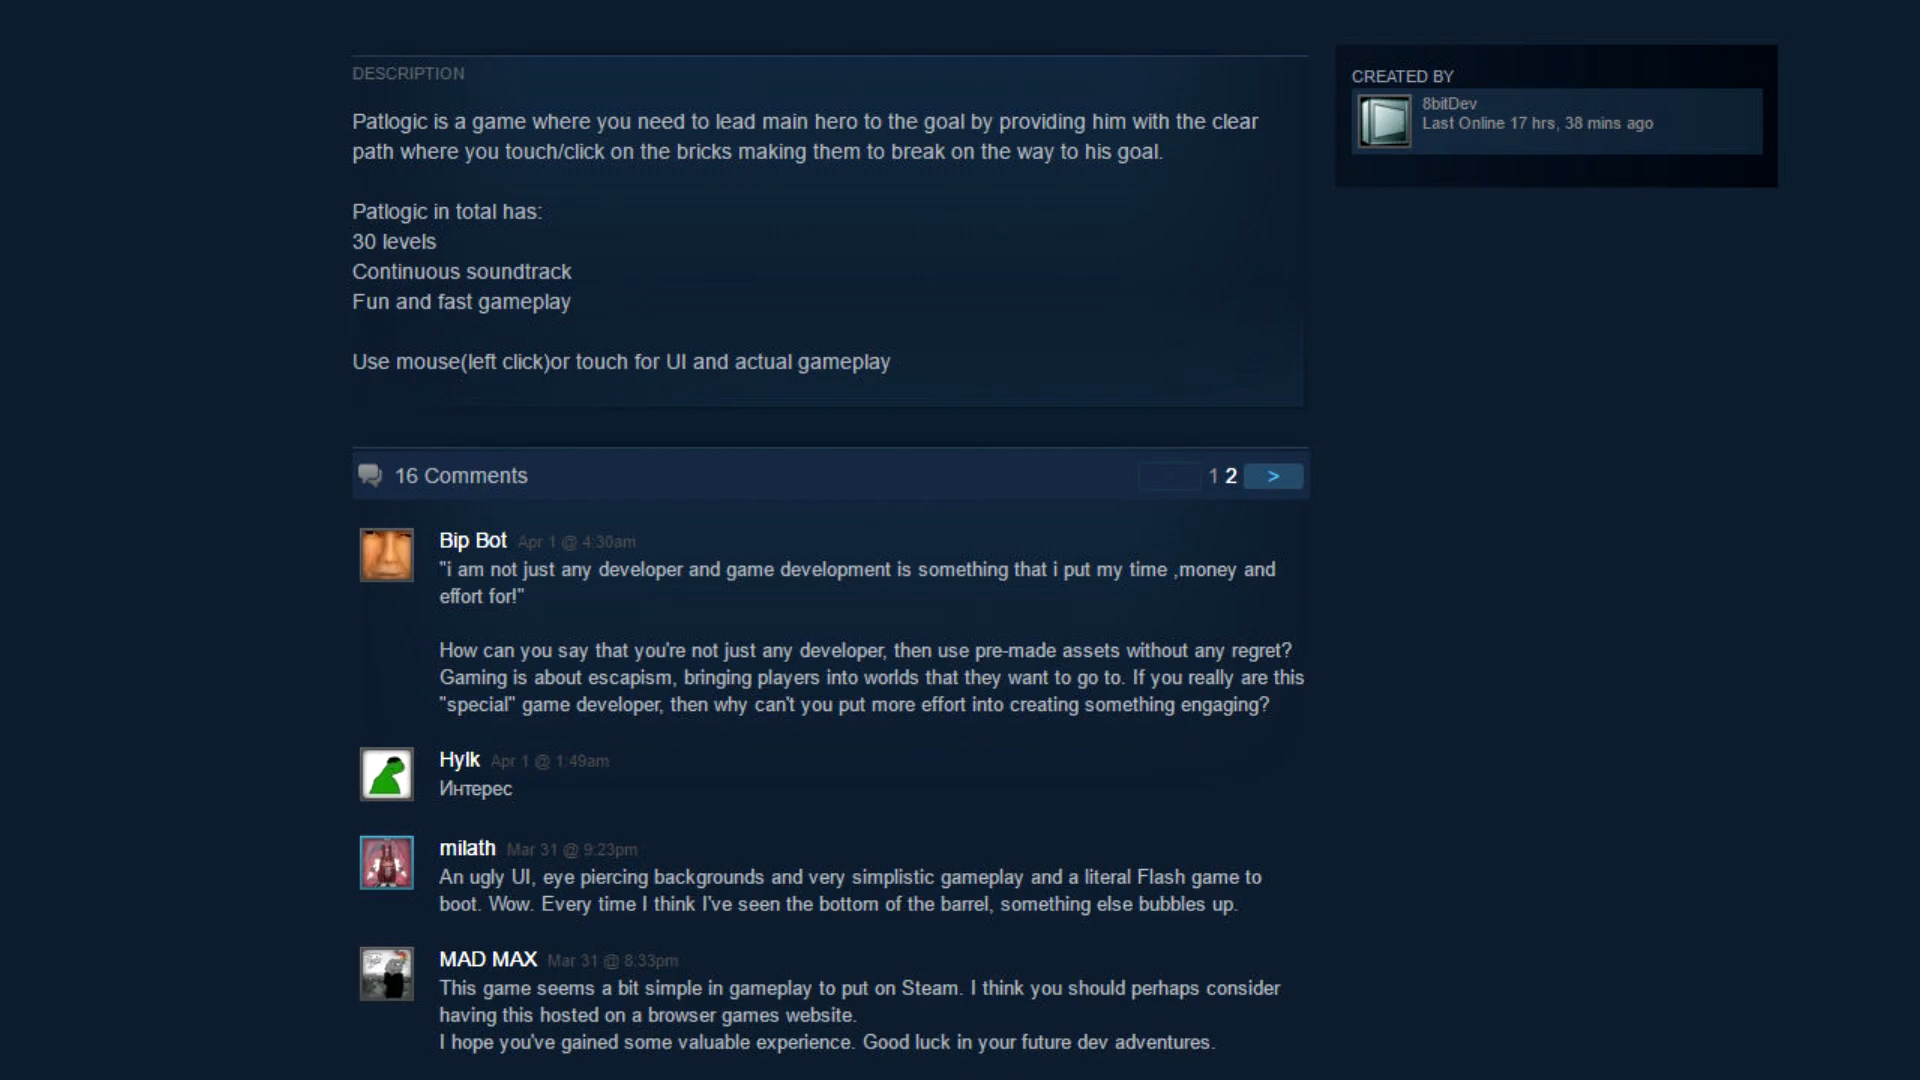 DESCRIPTION
Patlogic is a game where you need to lead main hero to the goal by providing him with the clear
path where you touch/click on the bricks making them to break on the way to his goal.
Patlogic in total has:
30 levels
Continuous soundtrack
Fun and fast gameplay
Use mouse(left click)or touch for UI and actual gameplay
CREATED BY
8bitDev
Last Online 17 hrs, 38 mins ago
16 Comments
1 2 >
Bip Bot Apr 1 @ 4:30am
"i am not just any developer and game development is something that i put my time ,money and
effort for!"
How can you say that you're not just any developer, then use pre-made assets without any regret?
Gaming is about escapism, bringing players into worlds that they want to go to. If you really are this
"special" game developer, then why can't you put more effort into creating something engaging?
Hylk Apr 1 @ 1:49am
Интерес
milath Mar 31 @ 9:23pm
An ugly UI, eye piercing backgrounds and very simplistic gameplay and a literal Flash game to
boot. Wow. Every time I think I've seen the bottom of the barrel, something else bubbles up.
MAD MAX Mar 31 @ 8:33pm
This game seems a bit simple in gameplay to put on Steam. I think you should perhaps consider
having this hosted on a browser games website.
I hope you've gained some valuable experience. Good luck in your future dev adventures.